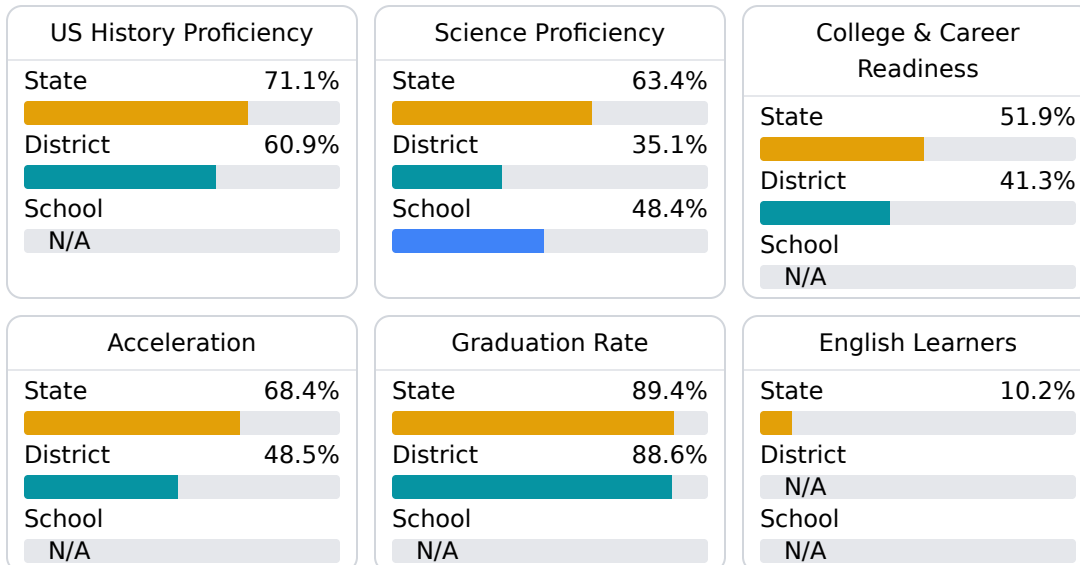 US History Proficiency
State 71.1%
District 60.9%
School
N/A
Science Proficiency
State 63.4%
District 35.1%
School 48.4%
College & Career
Readiness
State 51.9%
District 41.3%
School
N/A
Acceleration
State 68.4%
District 48.5%
School
N/A
Graduation Rate
State 89.4%
District 88.6%
School
N/A
English Learners
State 10.2%
District
N/A
School
N/A